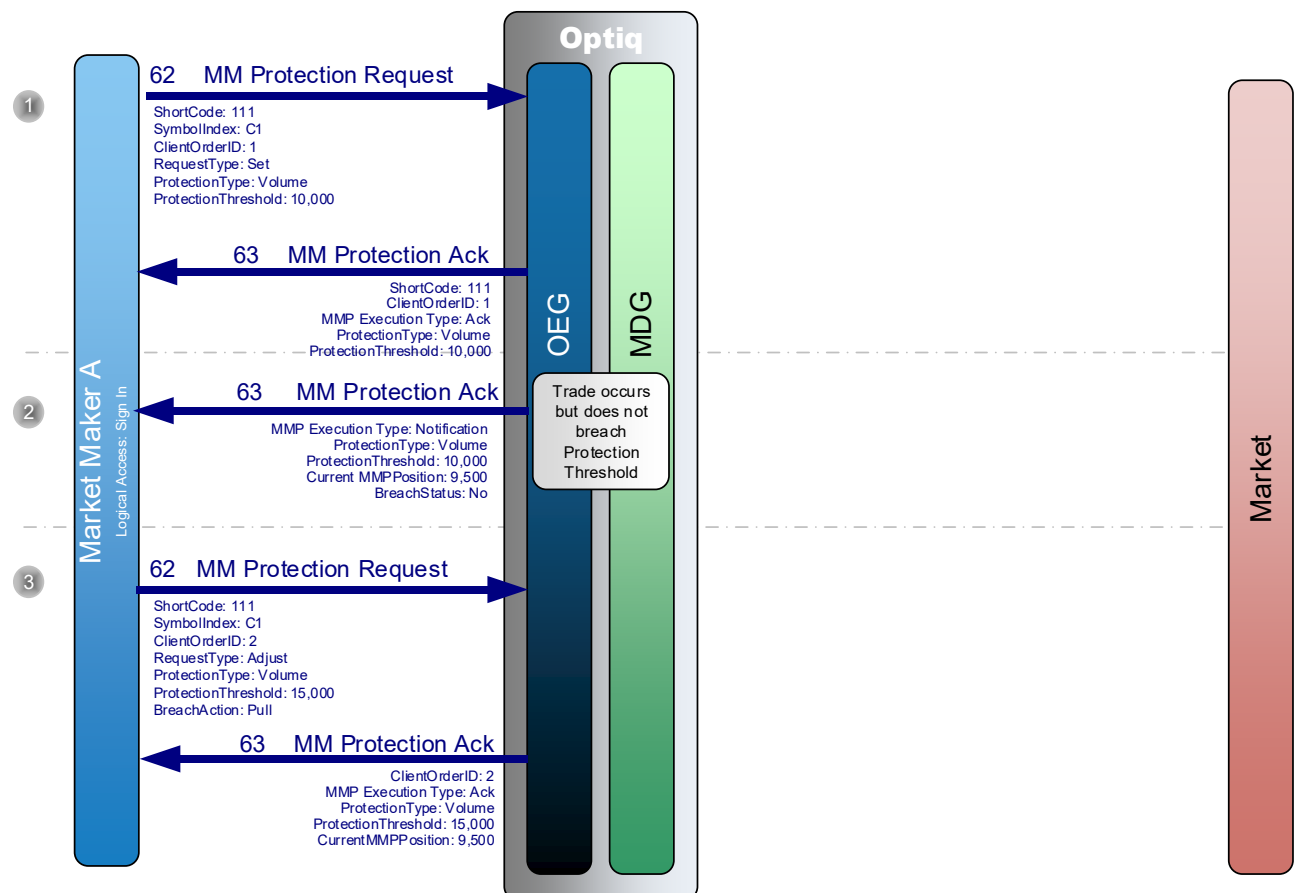 Optiq
1
62 MM Protection Request
ShortCode: 111
SymbolIndex: C1
ClientOrderID: 1
RequestType: Set
ProtectionType: Volume
ProtectionThreshold: 10,000
63 MM Protection Ack
ShortCode: 111
ClientOrderID: 1
MMP Execution Type: Ack
ProtectionType: Volume
ProtectionThreshold: 10,000
Market Maker A
Logical Access: Sign In
OEG
MDG
Market
2
63 MM Protection Ack
MMP Execution Type: Notification
ProtectionType: Volume
ProtectionThreshold: 10,000
Current MMPPosition: 9,500
BreachStatus: No
Trade occurs
but does not
breach
Protection
Threshold
3
62 MM Protection Request
ShortCode: 111
SymbolIndex: C1
ClientOrderID: 2
RequestType: Adjust
ProtectionType: Volume
ProtectionThreshold: 15,000
BreachAction: Pull
63 MM Protection Ack
ClientOrderID: 2
MMP Execution Type: Ack
ProtectionType: Volume
ProtectionThreshold: 15,000
CurrentMMPPosition: 9,500